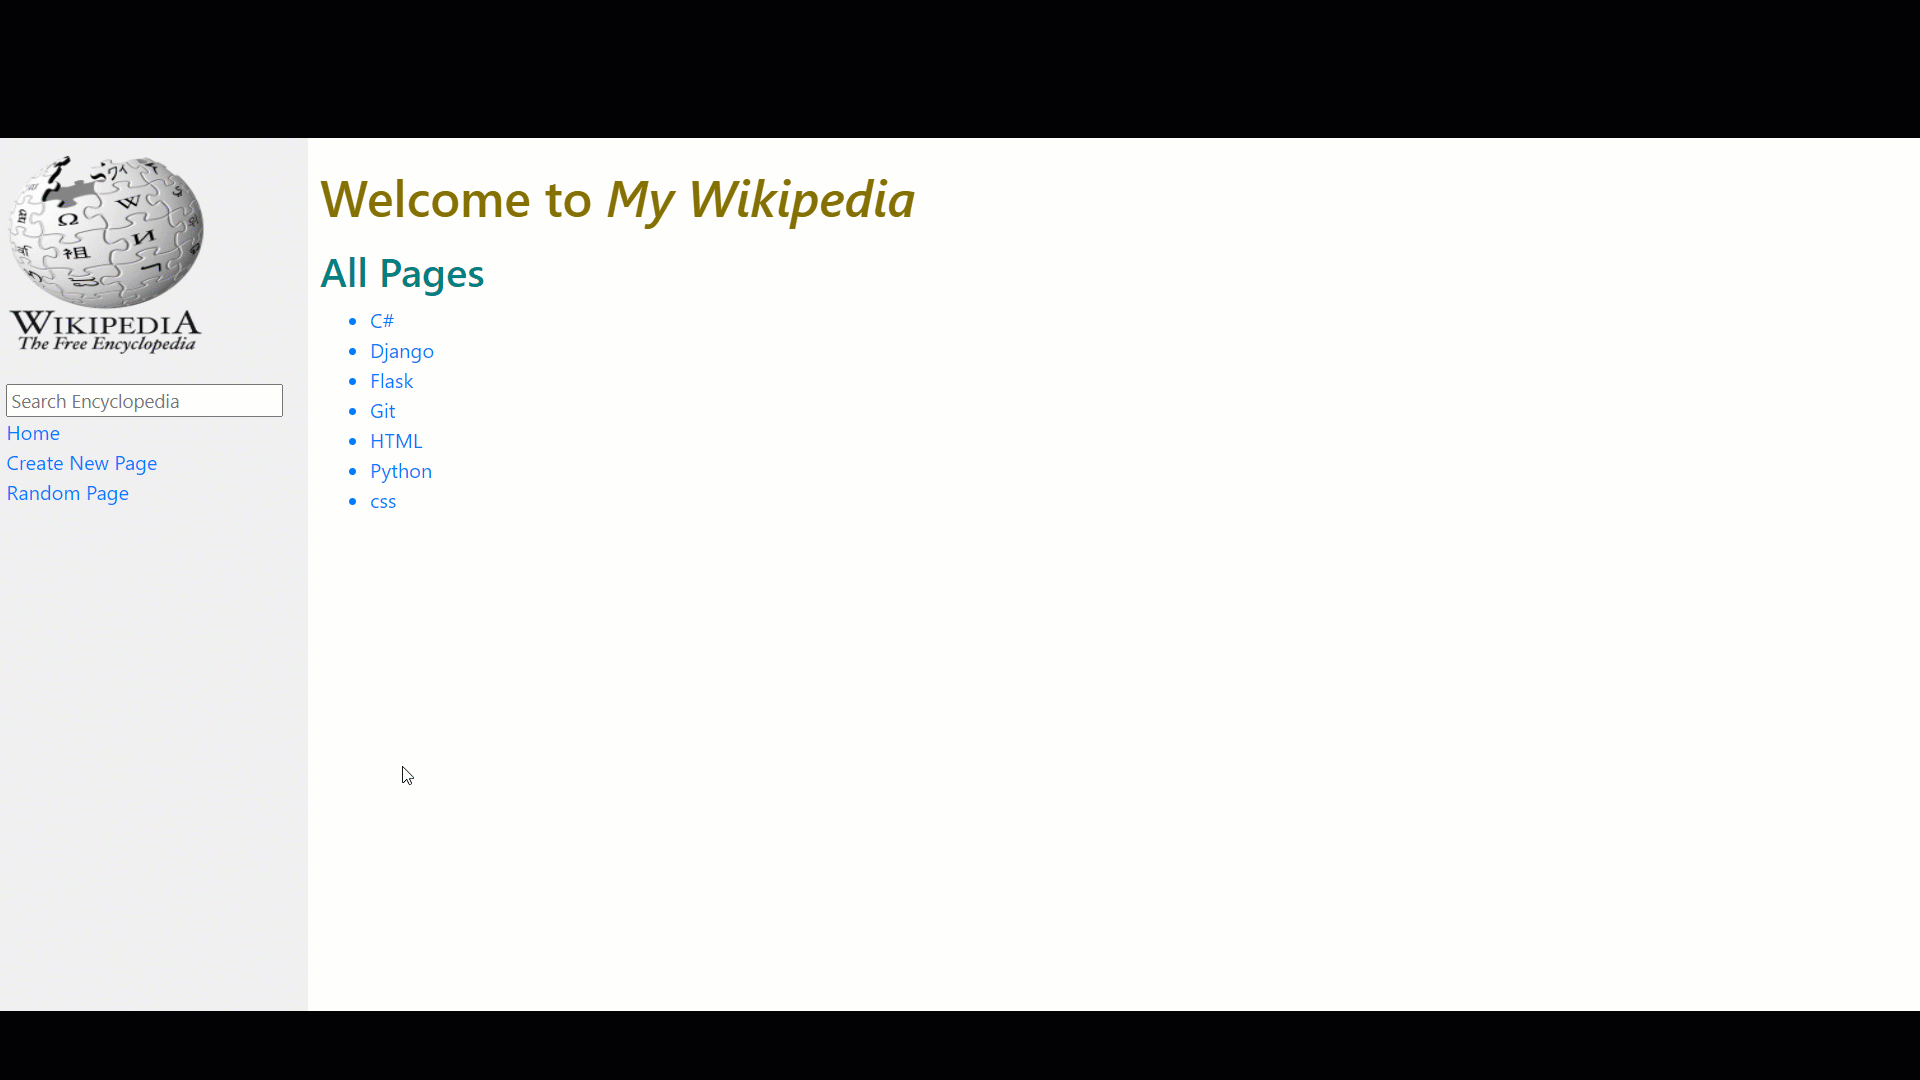 WIKIPEDIA
The Free Encyclopedia
Search Encyclopedia
Home
Create New Page
Random Page
Welcome to My Wikipedia
All Pages
C#
Django
Flask
Git
HTML
Python
css